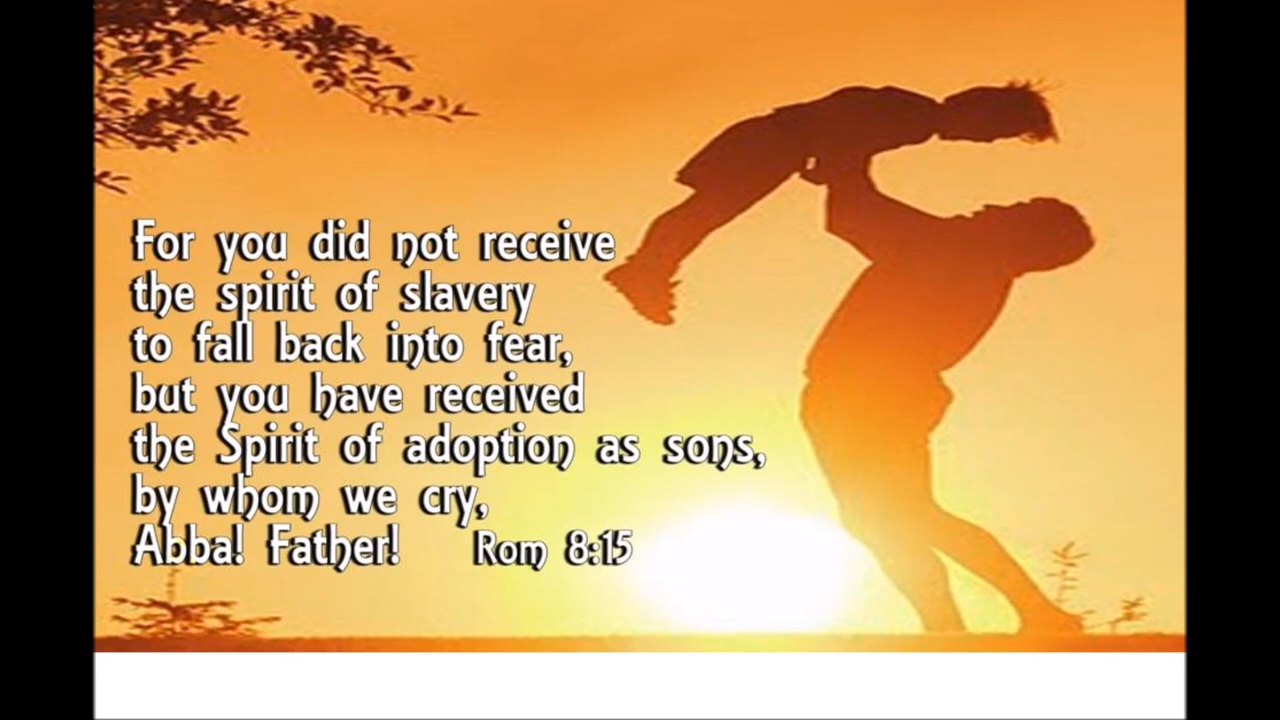 For you did not receive
the spirit of slavery
to fall back into fear,
but you have received
the Spirit of adoption as sons,
by whom we cry,
Abba! Father! Rom 8:15